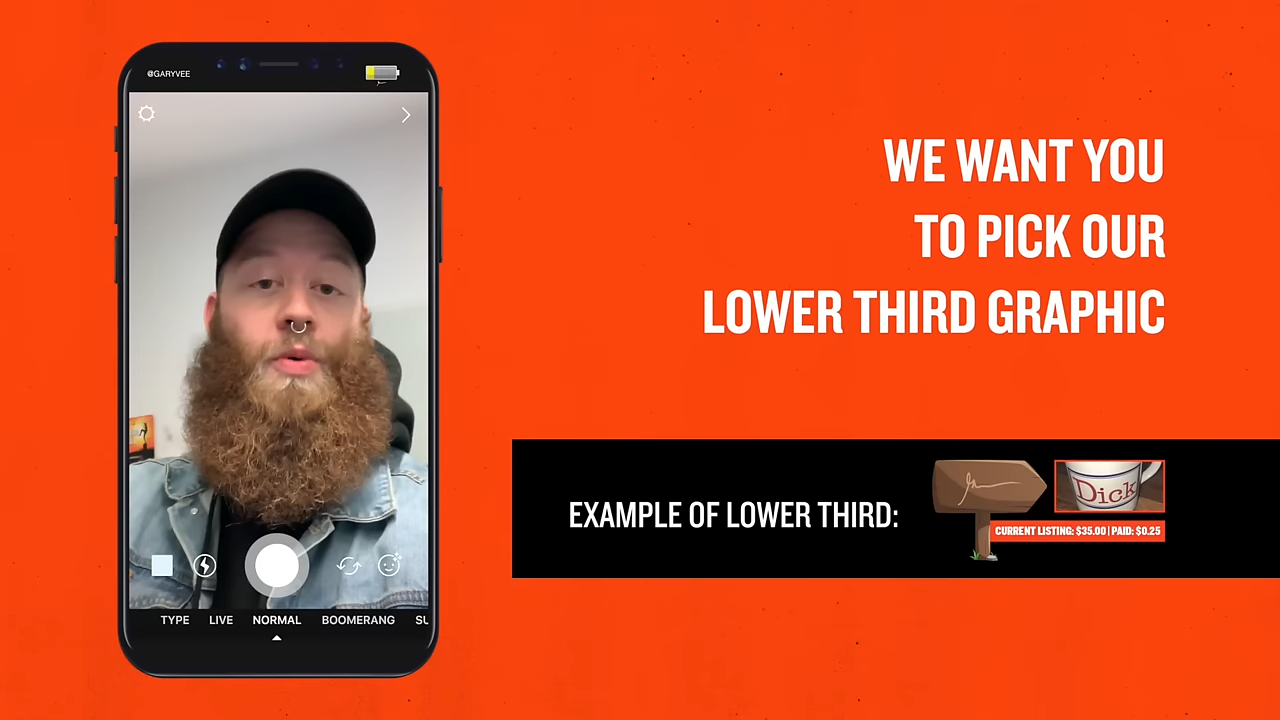 @GARYVEE
WE WANT YOU
TO PICK OUR
LOWER THIRD GRAPHIC
EXAMPLE OF LOWER THIRD:
Dick
CURRENT LISTING: $35.00 | PAID: $0.25
TYPE LIVE NORMAL BOOMERANG SU